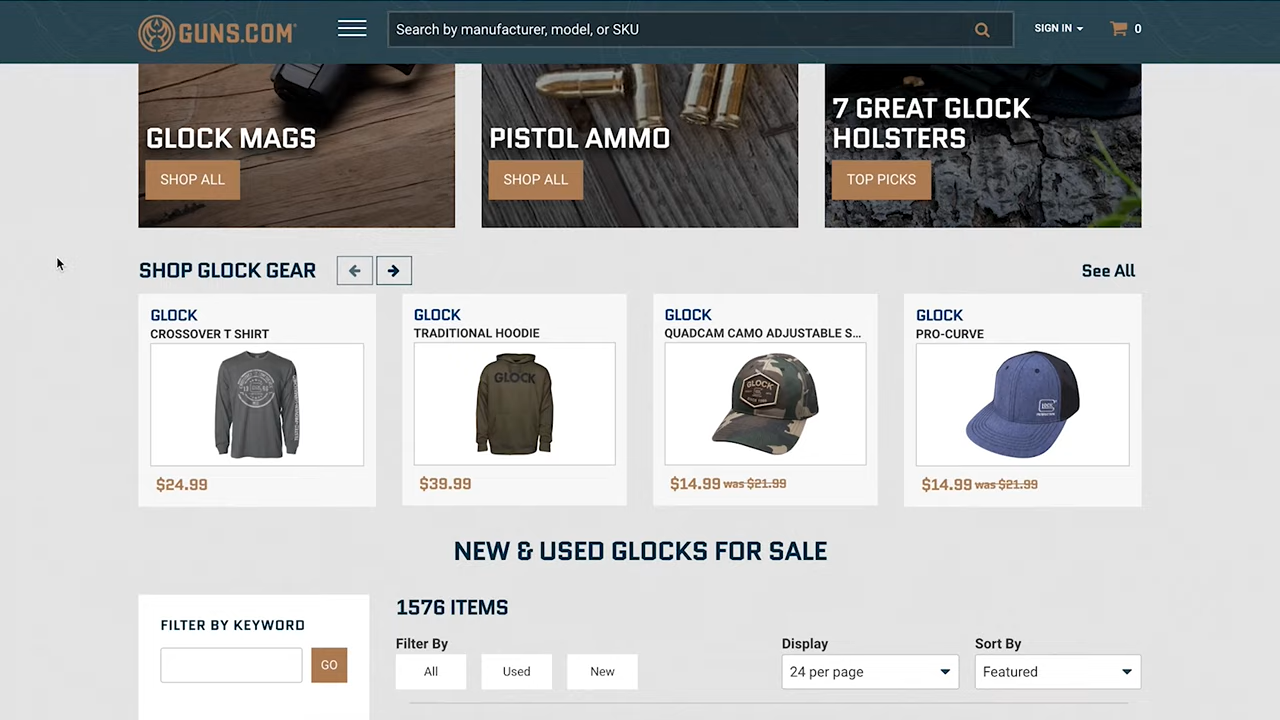 GUNS.COM
Search by manufacturer, model, or SKU
SIGN IN
0
GLOCK MAGS
SHOP ALL
PISTOL AMMO
SHOP ALL
7 GREAT GLOCK
HOLSTERS
TOP PICKS
SHOP GLOCK GEAR
See All
GLOCK
CROSSOVER T SHIRT
$24.99
GLOCK
TRADITIONAL HOODIE
GLOCK
$39.99
GLOCK
QUADCAM CAMO ADJUSTABLE S...
GLOCK
$14.99 was $21.99
GLOCK
PRO-CURVE
$14.99 was $21.99
NEW & USED GLOCKS FOR SALE
FILTER BY KEYWORD
GO
1576 ITEMS
Filter By
All
Used
New
Display
24 per page
Sort By
Featured